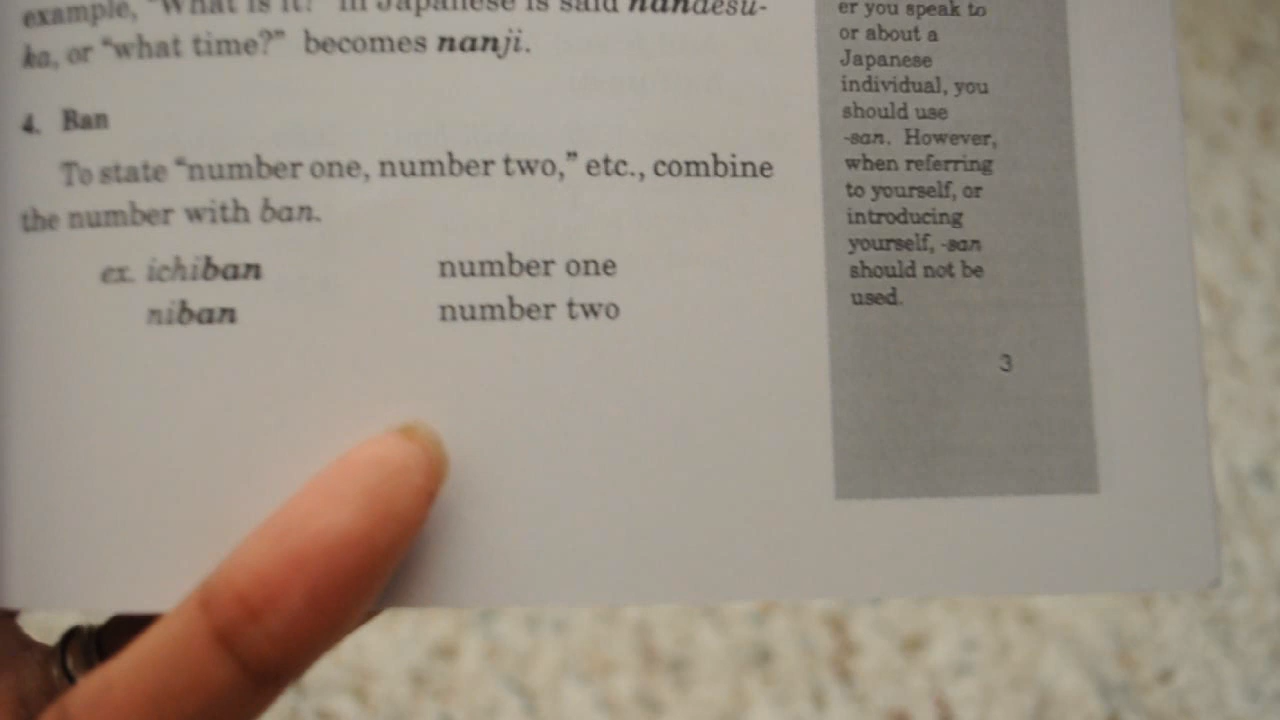 example, "What is it?" in Japanese is said nandesu-
ka, or "what time?" becomes nanji.
4. Ban
To state "number one, number two," etc., combine
the number with ban.
ex. ichiban number one
niban number two
er you speak to
or about a
Japanese
individual, you
should use
-san. However,
when referring
to yourself, or
introducing
yourself, -san
should not be
used.
3